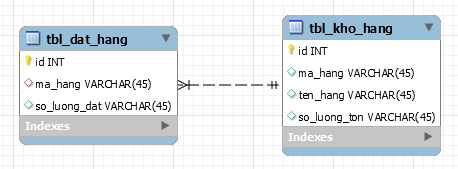 tbl_dat_hang
id INT
ma_hang VARCHAR(45)
so_luong_dat VARCHAR(45)
Indexes
tbl_kho_hang
id INT
ma_hang VARCHAR(45)
ten_hang VARCHAR(45)
so_luong_ton VARCHAR(45)
Indexes